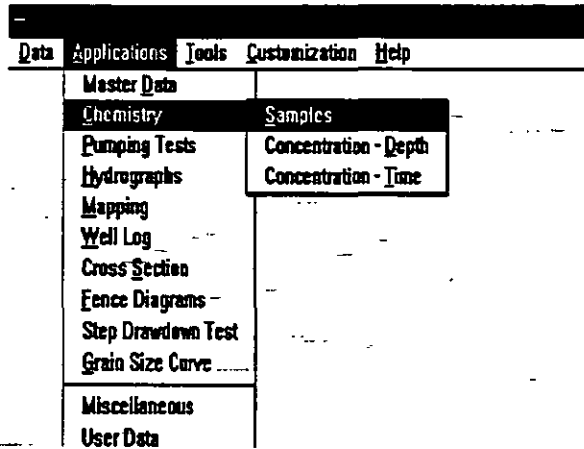 Data Applications Tools Customization Help
Master Data
Chemistry
Samples
Pumping Tests
Concentration - Depth
Hydrographs
Concentration - Time
Mapping
Well Log
Cross Section
Fence Diagrams
Step Drawdown Test
Grain Size Curve
Miscellaneous
User Data